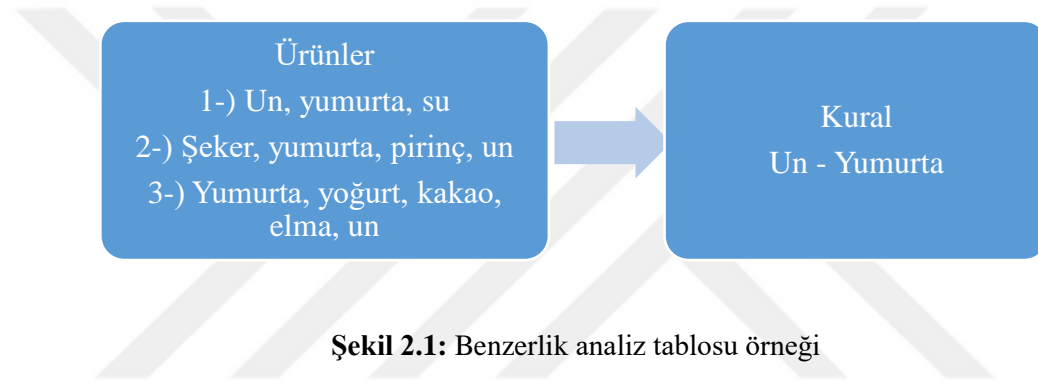 Ürünler
1-) Un, yumurta, su
2-) Şeker, yumurta, pirinç, un
3-) Yumurta, yoğurt, kakao,
elma, un
Kural
Un - Yumurta
Şekil 2.1: Benzerlik analiz tablosu örneği